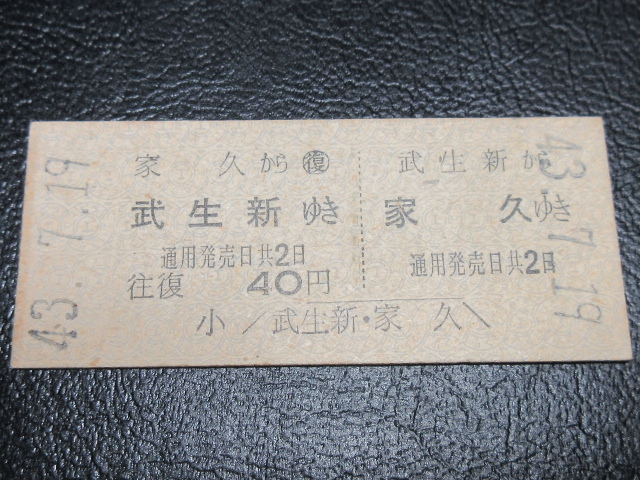 43. 7.19
家 久から ㊝復
武生新ゆき
通用発売日共2日
往復 40円
武生新から
家 久ゆき
通用発売日共2日
小 / 武生新・家 久 \
43. 7.19